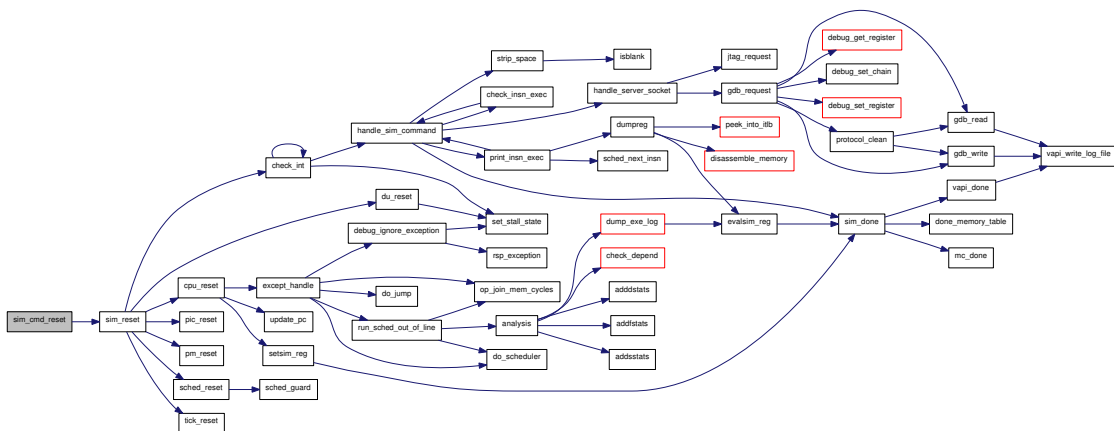 sim_cmd_reset
sim_reset
check_int
du_reset
cpu_reset
pic_reset
pm_reset
sched_reset
tick_reset
handle_sim_command
debug_ignore_exception
except_handle
update_pc
setsim_reg
sched_guard
do_jump
run_sched_out_of_line
strip_space
check_insn_exec
print_insn_exec
set_stall_state
rsp_exception
op_join_mem_cycles
analysis
do_scheduler
isblank
handle_server_socket
dumpreg
sched_next_insn
dump_exe_log
check_depend
adddstats
addfstats
addsstats
jtag_request
gdb_request
peek_into_itlb
disassemble_memory
evalsim_reg
debug_get_register
debug_set_chain
debug_set_register
protocol_clean
sim_done
gdb_read
gdb_write
vapi_done
done_memory_table
mc_done
vapi_write_log_file